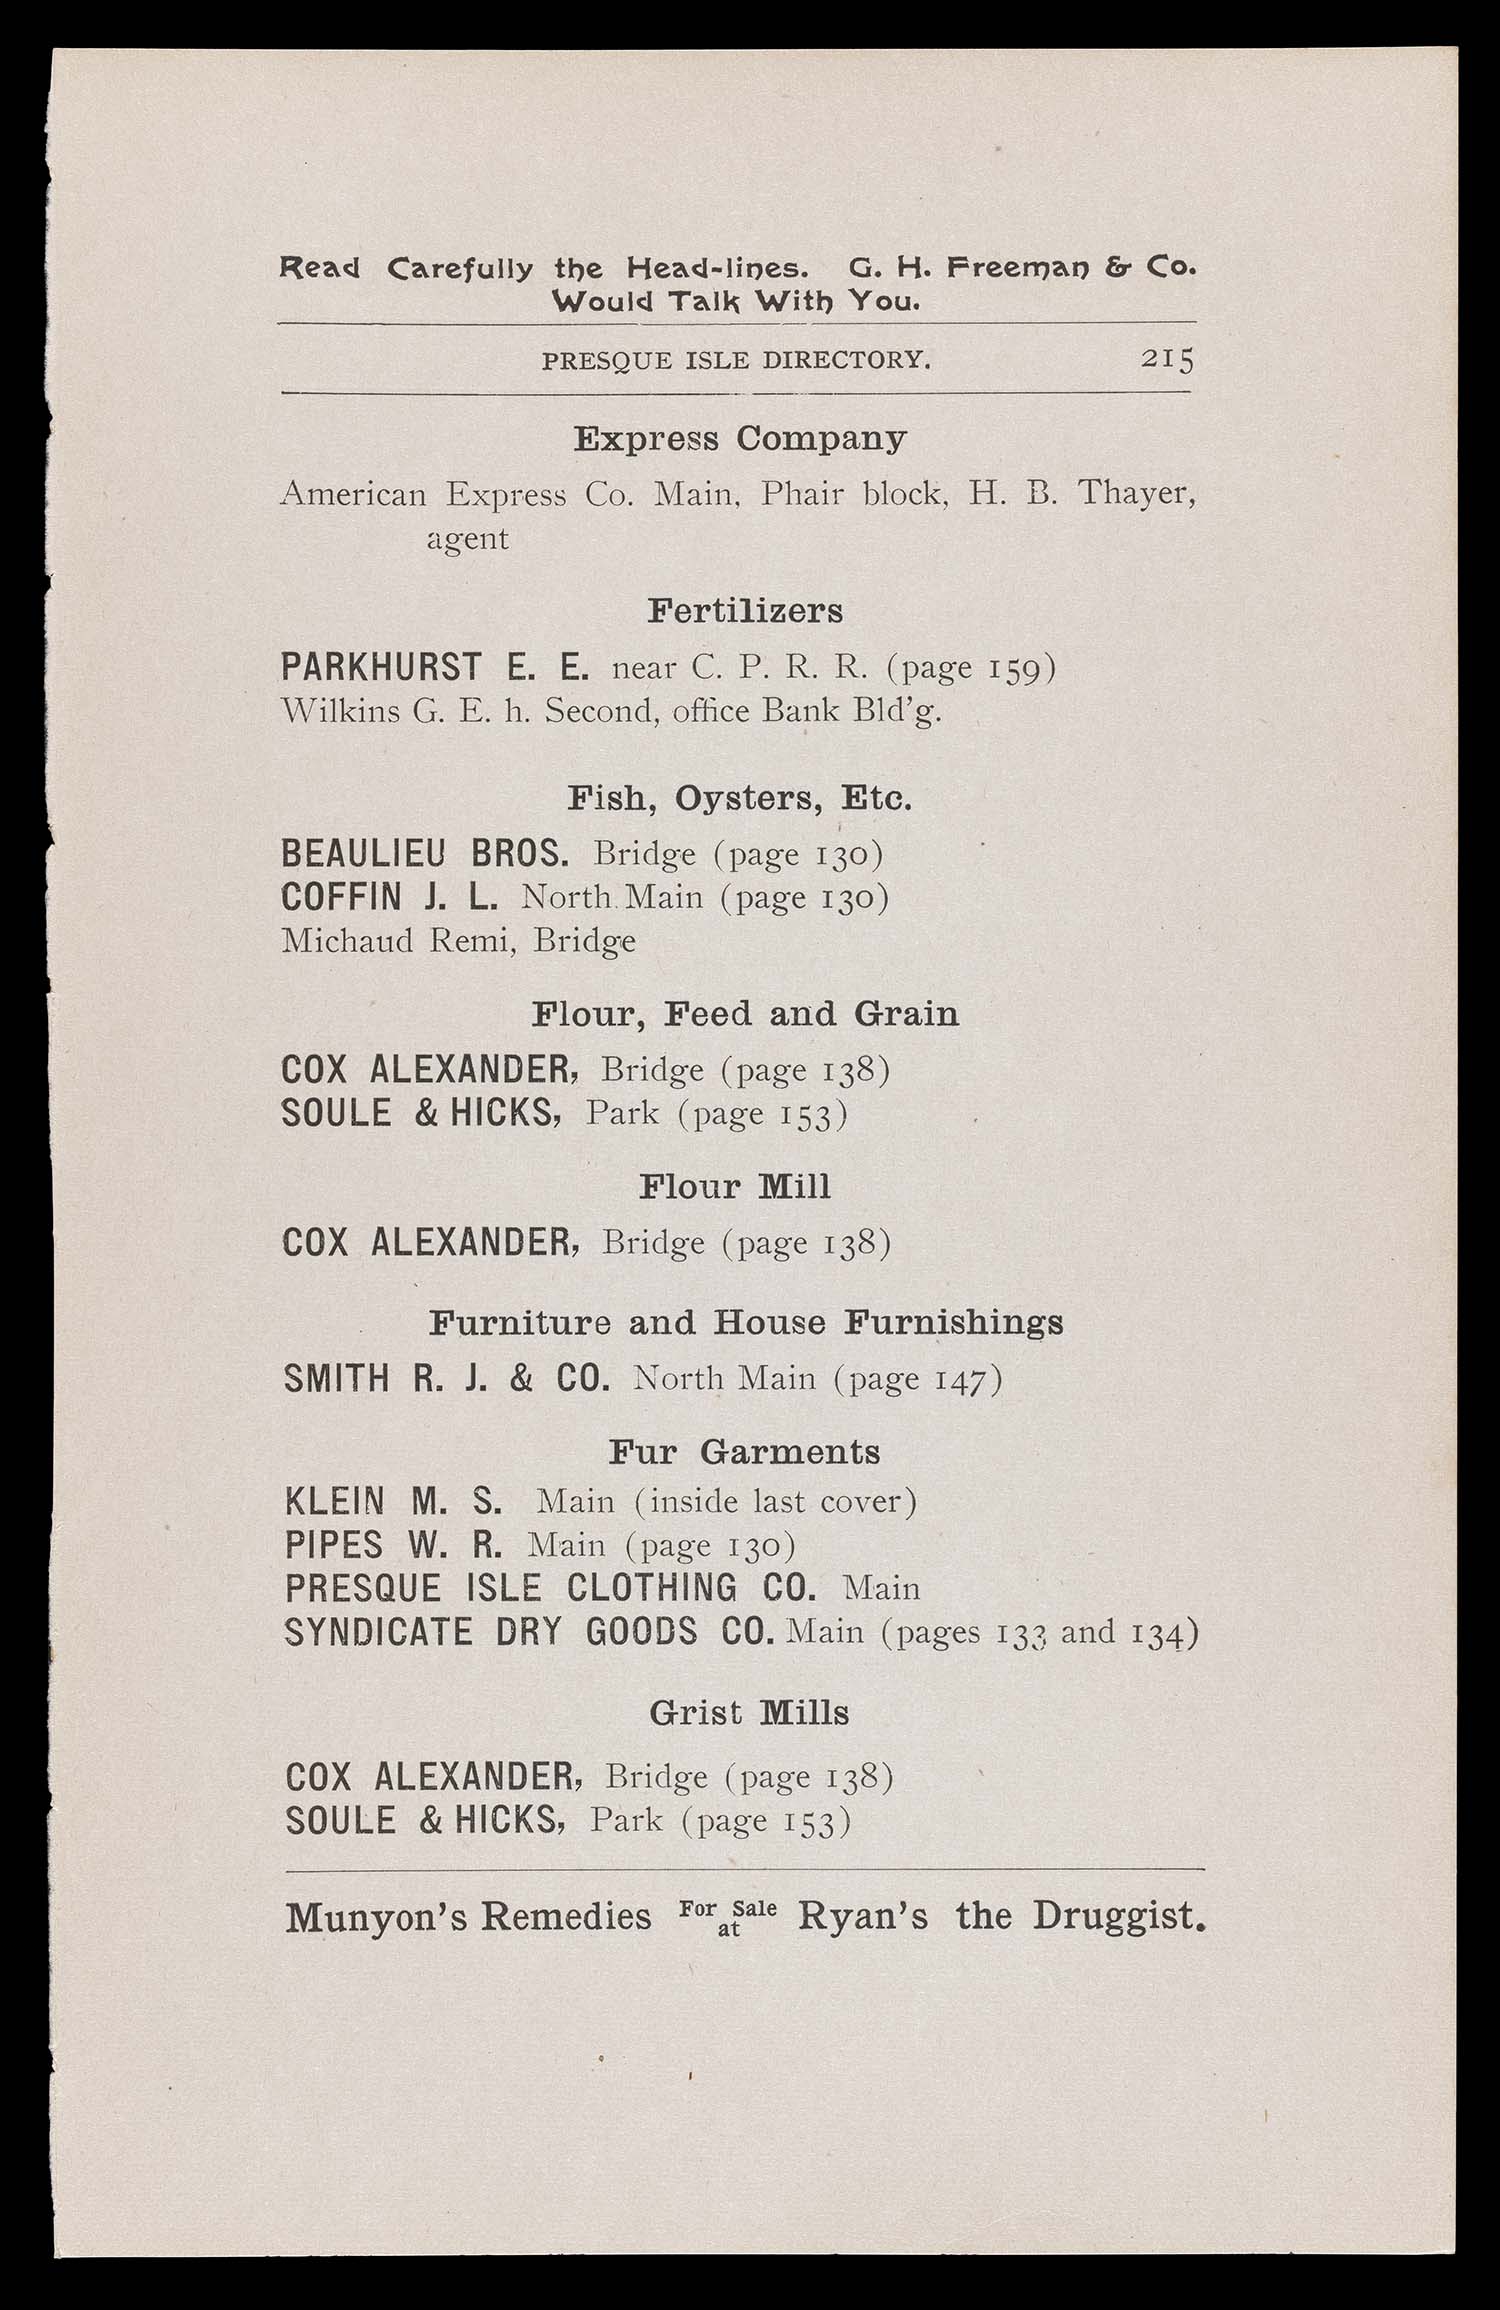 Read Carefully the Head-lines. G. H. Freeman & Co.
Would Talk With You.
PRESQUE ISLE DIRECTORY. 215
Express Company
American Express Co. Main, Phair block, H. B. Thayer,
agent
Fertilizers
PARKHURST E. E. near C. P. R. R. (page 159)
Wilkins G. E. h. Second, office Bank Bld'g.
Fish, Oysters, Etc.
BEAULIEU BROS. Bridge (page 130)
COFFIN J. L. North Main (page 130)
Michaud Remi, Bridge
Flour, Feed and Grain
COX ALEXANDER, Bridge (page 138)
SOULE & HICKS, Park (page 153)
Flour Mill
COX ALEXANDER, Bridge (page 138)
Furniture and House Furnishings
SMITH R. J. & CO. North Main (page 147)
Fur Garments
KLEIN M. S. Main (inside last cover)
PIPES W. R. Main (page 130)
PRESQUE ISLE CLOTHING CO. Main
SYNDICATE DRY GOODS CO. Main (pages 133 and 134)
Grist Mills
COX ALEXANDER, Bridge (page 138)
SOULE & HICKS, Park (page 153)
Munyon's Remedies For Sale at Ryan's the Druggist.